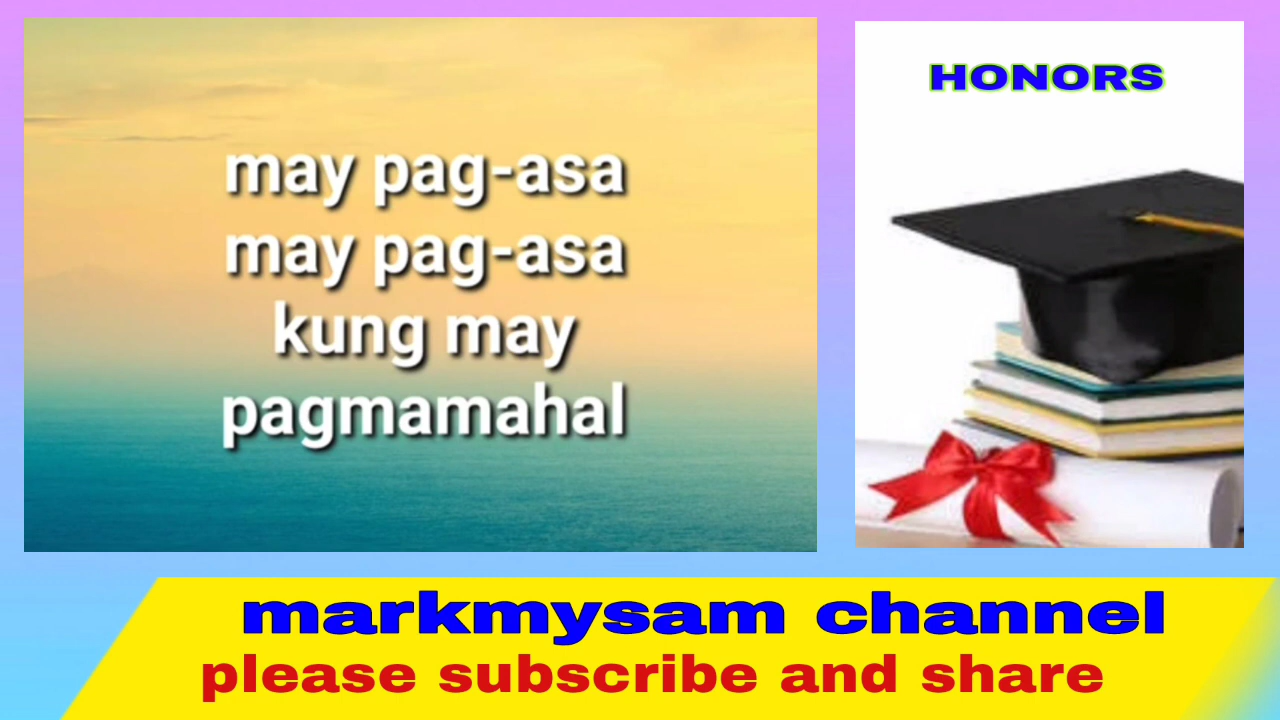 may pag-asa
may pag-asa
kung may
pagmamahal
HONORS
markmysam channel
please subscribe and share